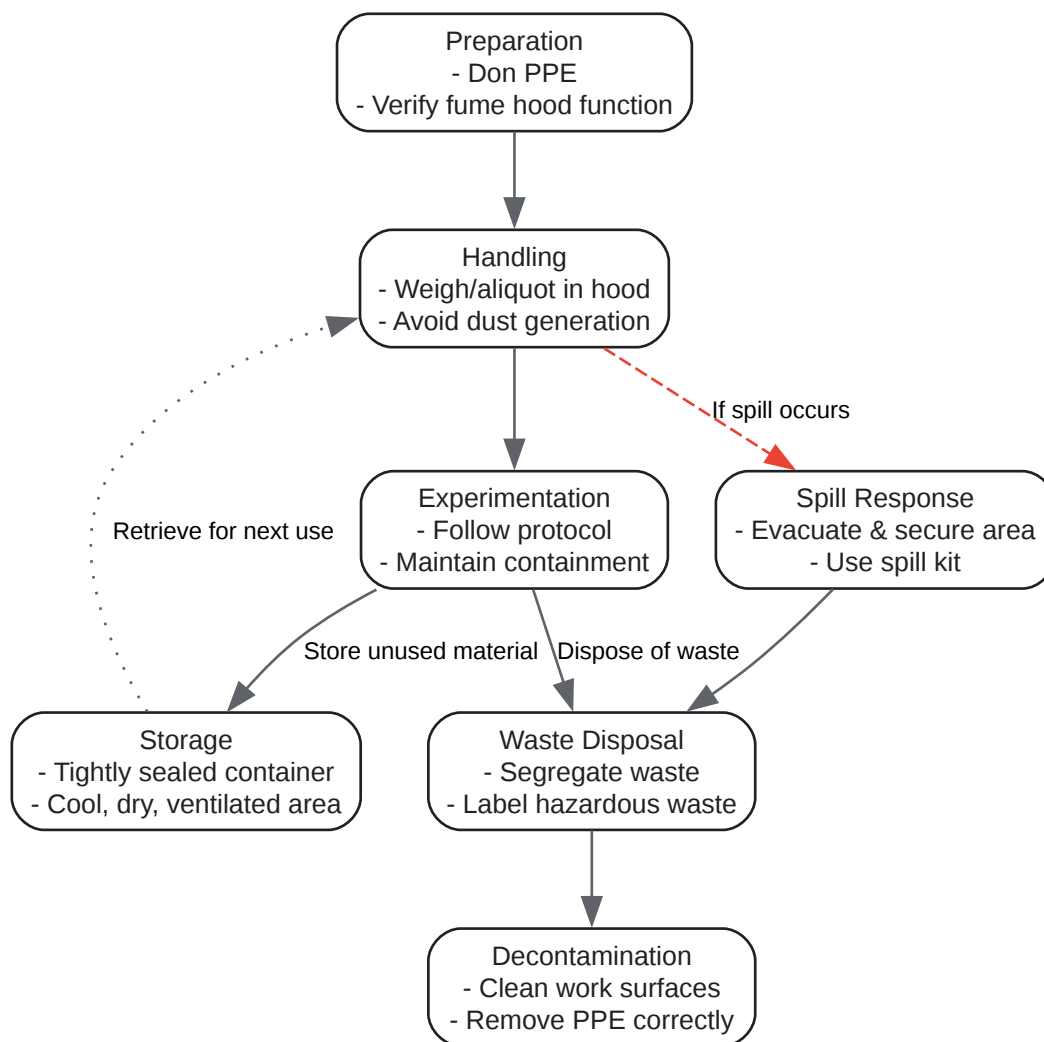 Preparation
- Don PPE
- Verify fume hood function
Handling
- Weigh/aliquot in hood
- Avoid dust generation
If spill occurs
Retrieve for next use
Experimentation
- Follow protocol
- Maintain containment
Spill Response
- Evacuate & secure area
- Use spill kit
Store unused material
Dispose of waste
Storage
- Tightly sealed container
- Cool, dry, ventilated area
Waste Disposal
- Segregate waste
- Label hazardous waste
Decontamination
- Clean work surfaces
- Remove PPE correctly